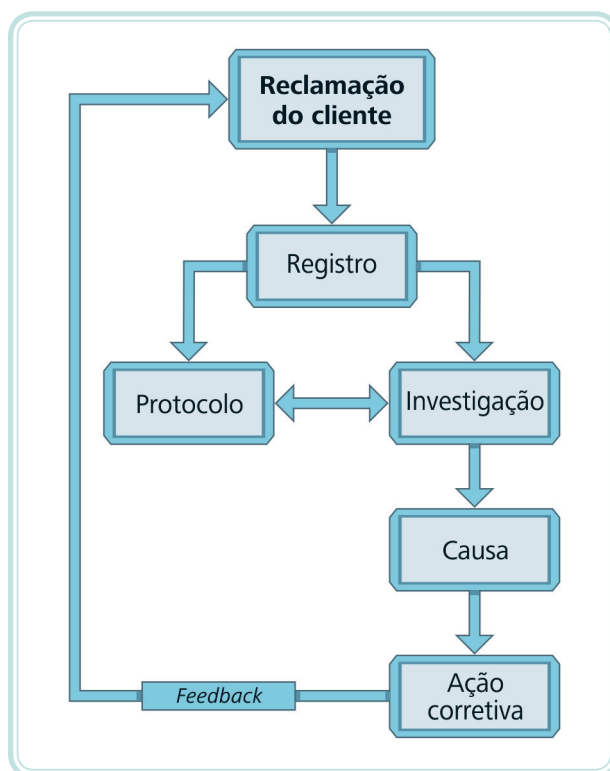 Reclamação
do cliente
Registro
Protocolo
Investigação
Causa
Ação
corretiva
Feedback